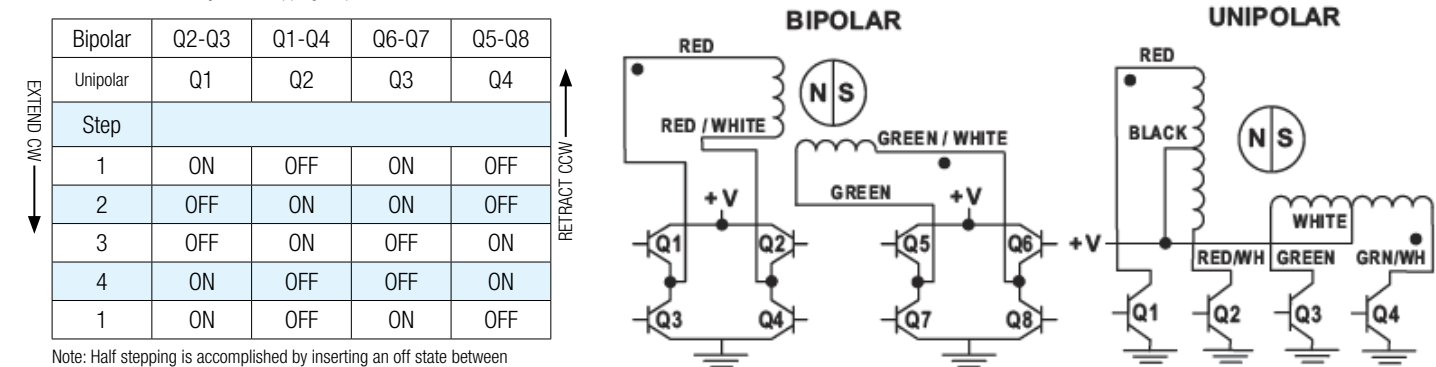 Bipolar Q2-Q3 Q1-Q4 Q6-Q7 Q5-Q8
Unipolar Q1 Q2 Q3 Q4
Step
1 ON OFF ON OFF
2 OFF ON ON OFF
3 OFF ON OFF ON
4 ON OFF OFF ON
1 ON OFF ON OFF
EXTEND CW
RETRACT CCW
Note: Half stepping is accomplished by inserting an off state between
BIPOLAR
RED
N S
RED / WHITE
GREEN / WHITE
GREEN
+ V
+ V
Q1 Q2 Q5 Q6
Q3 Q4 Q7 Q8
UNIPOLAR
RED
BLACK
N S
WHITE
+ V
RED/WH GREEN GRN/WH
Q1 Q2 Q3 Q4